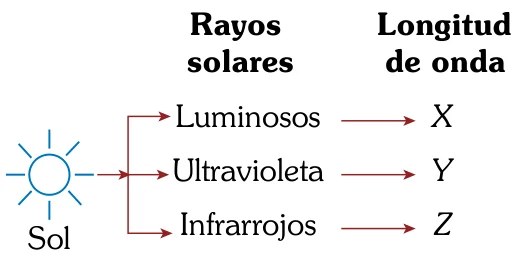 Rayos solares
Longitud de onda
Luminosos X
Ultravioleta Y
Infrarrojos Z
Sol